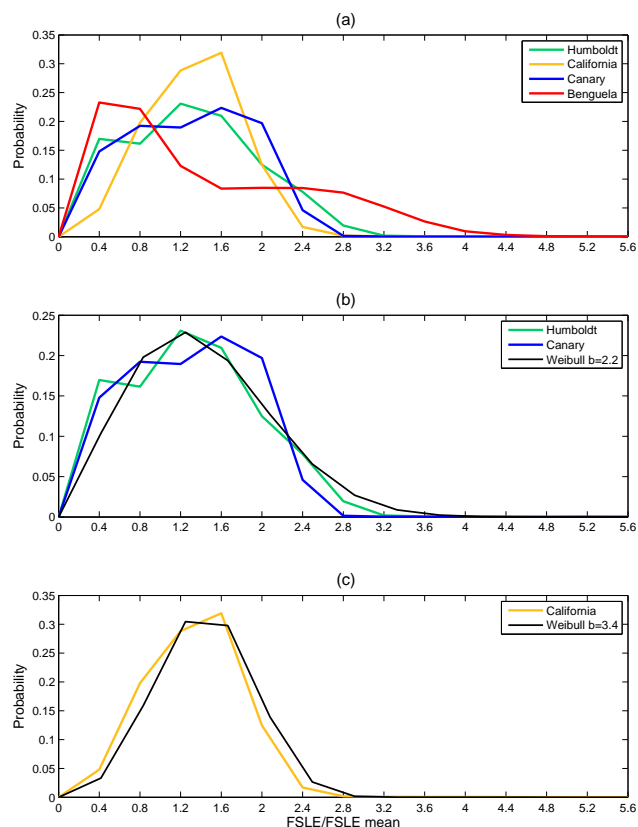 (a)
0.35
0.3
0.25
0.2
0.15
0.1
0.05
0
Probability
Humboldt
California
Canary
Benguela
0 0.4 0.8 1.2 1.6 2 2.4 2.8 3.2 3.6 4 4.4 4.8 5.2 5.6
(b)
0.25
0.2
0.15
0.1
0.05
0
Probability
Humboldt
Canary
Weibull b=2.2
0 0.4 0.8 1.2 1.6 2 2.4 2.8 3.2 3.6 4 4.4 4.8 5.2 5.6
(c)
0.35
0.3
0.25
0.2
0.15
0.1
0.05
0
Probability
California
Weibull b=3.4
0 0.4 0.8 1.2 1.6 2 2.4 2.8 3.2 3.6 4 4.4 4.8 5.2 5.6
FSLE/FSLE mean